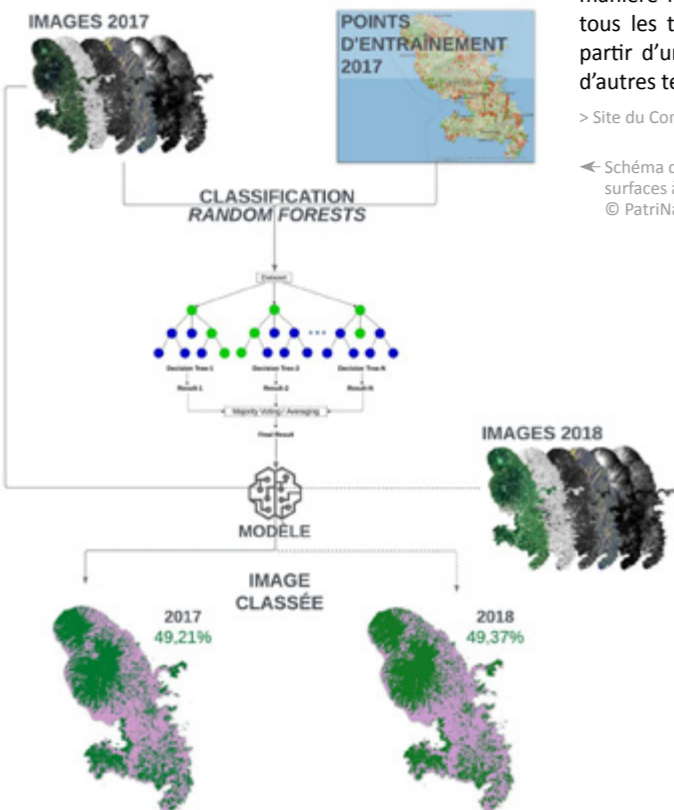 IMAGES 2017
POINTS
D'ENTRAÎNEMENT
2017
tous les t
partir d'un
d'autres te
> Site du Con
Schéma d
surfaces à
© PatriNa
CLASSIFICATION
RANDOM FORESTS
Dataset
Decision Tree-1
Decision Tree-2
Decision Tree-N
Result-1
Result-2
Result-N
Majority Voting / Averaging
Final Result
IMAGES 2018
MODÈLE
IMAGE
CLASSÉE
2017
49,21%
2018
49,37%